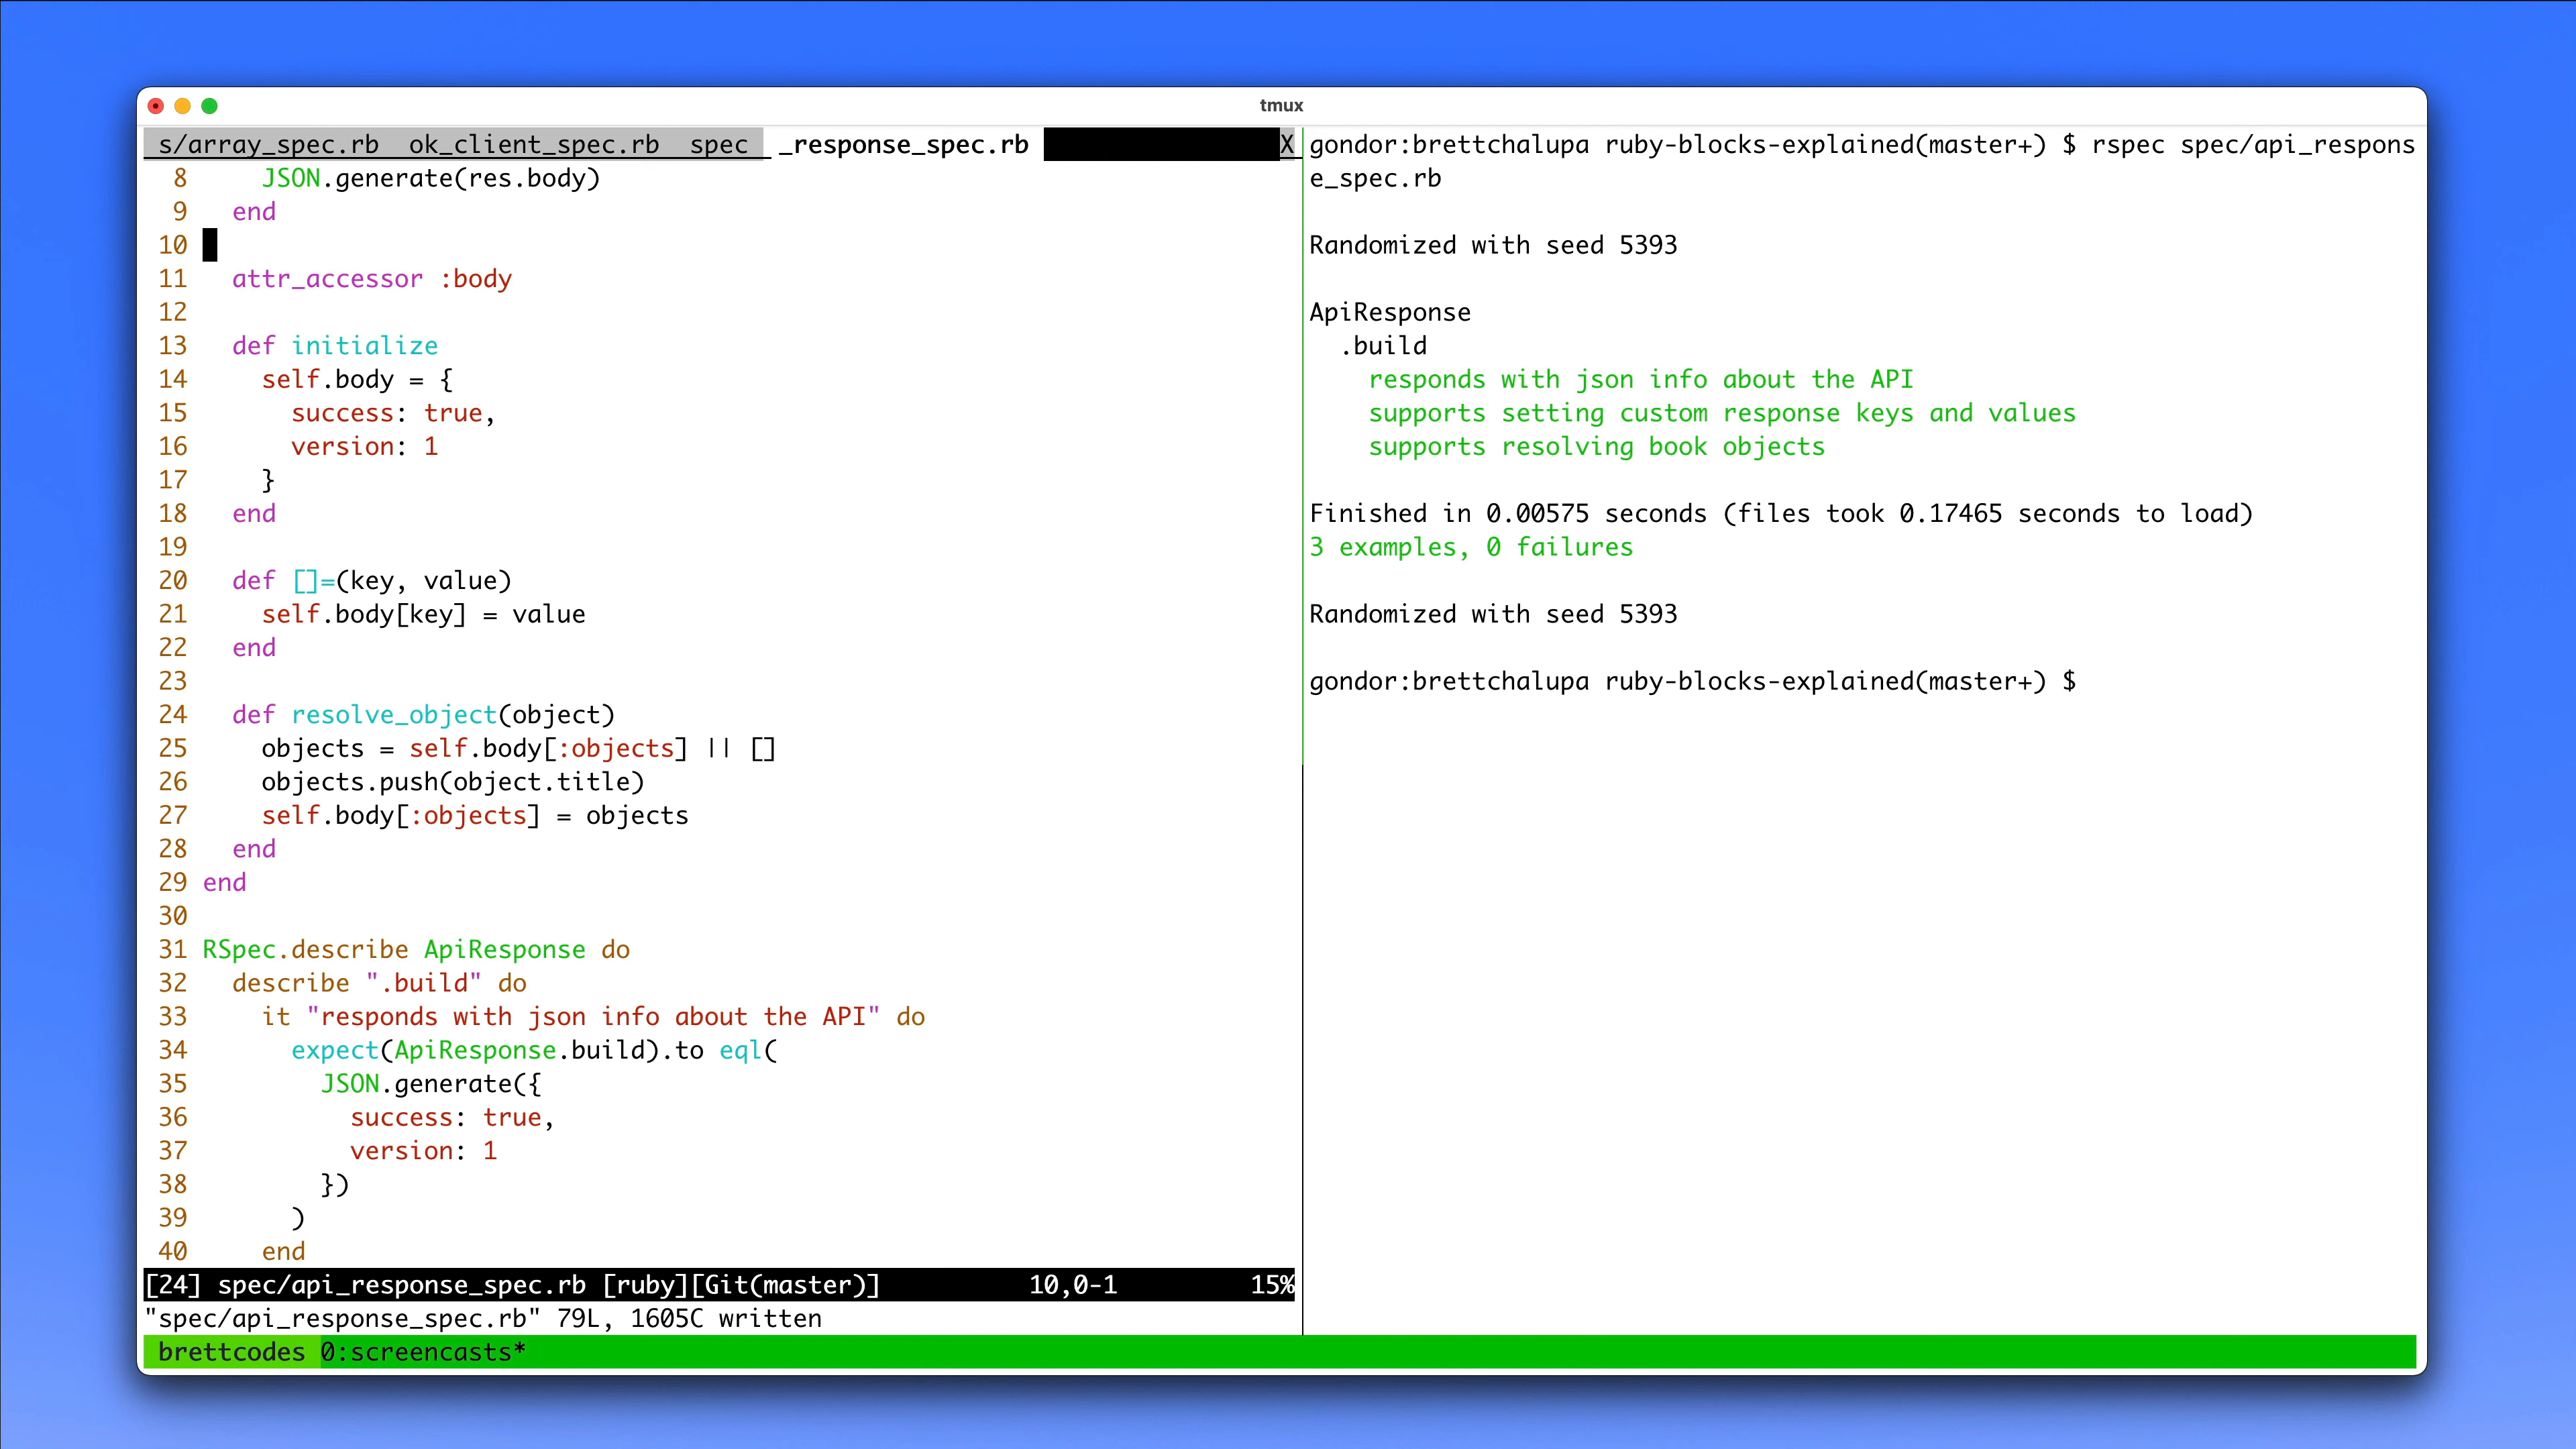 tmux
s/array_spec.rb  ok_client_spec.rb  spec  _response_spec.rb X
8     JSON.generate(res.body)
9   end
10
11   attr_accessor :body
12
13   def initialize
14     self.body = {
15       success: true,
16       version: 1
17     }
18   end
19
20   def []=(key, value)
21     self.body[key] = value
22   end
23
24   def resolve_object(object)
25     objects = self.body[:objects] || []
26     objects.push(object.title)
27     self.body[:objects] = objects
28   end
29 end
30
31 RSpec.describe ApiResponse do
32   describe ".build" do
33     it "responds with json info about the API" do
34       expect(ApiResponse.build).to eql(
35         JSON.generate({
36           success: true,
37           version: 1
38         })
39       )
40     end
[24] spec/api_response_spec.rb [ruby][Git(master)] 10,0-1 15%
"spec/api_response_spec.rb" 79L, 1605C written
gondor:brettchalupa ruby-blocks-explained(master+) $ rspec spec/api_respons
e_spec.rb
Randomized with seed 5393
ApiResponse
  .build
    responds with json info about the API
    supports setting custom response keys and values
    supports resolving book objects
Finished in 0.00575 seconds (files took 0.17465 seconds to load)
3 examples, 0 failures
Randomized with seed 5393
gondor:brettchalupa ruby-blocks-explained(master+) $
brettcodes 0:screencasts*